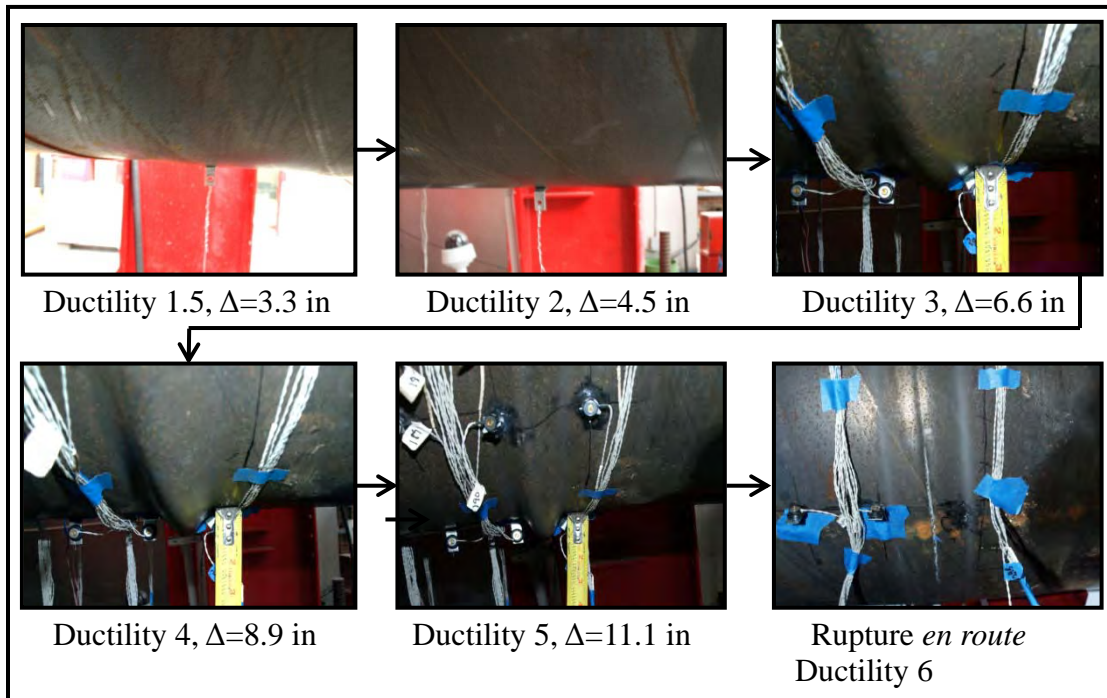 Ductility 1.5, Δ=3.3 in
Ductility 2, Δ=4.5 in
Ductility 3, Δ=6.6 in
Ductility 4, Δ=8.9 in
Ductility 5, Δ=11.1 in
Rupture en route
Ductility 6